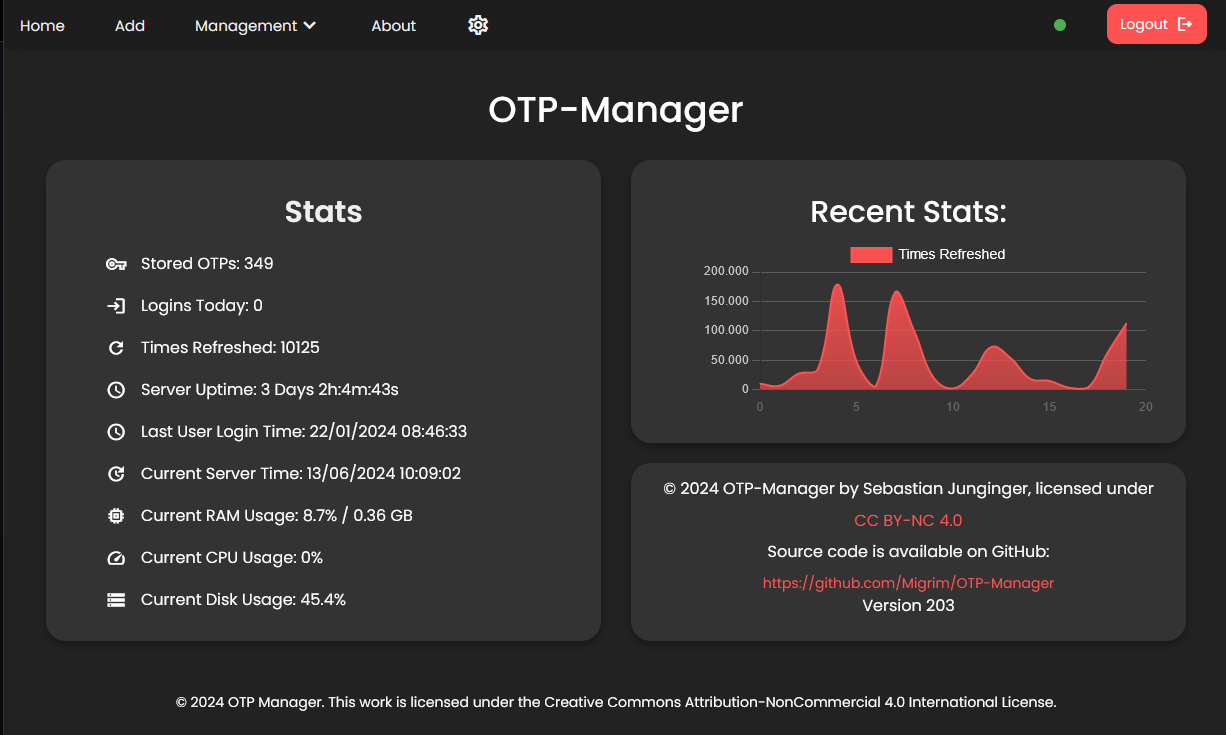 Home Add Management About Logout
OTP-Manager
Stats
Stored OTPs: 349
Logins Today: 0
Times Refreshed: 10125
Server Uptime: 3 Days 2h:4m:43s
Last User Login Time: 22/01/2024 08:46:33
Current Server Time: 13/06/2024 10:09:02
Current RAM Usage: 8.7% / 0.36 GB
Current CPU Usage: 0%
Current Disk Usage: 45.4%
Recent Stats:
Times Refreshed
200.000
150.000
100.000
50.000
0
0 5 10 15 20
© 2024 OTP-Manager by Sebastian Junginger, licensed under
CC BY-NC 4.0
Source code is available on GitHub:
https://github.com/Migrim/OTP-Manager
Version 203
© 2024 OTP Manager. This work is licensed under the Creative Commons Attribution-NonCommercial 4.0 International License.